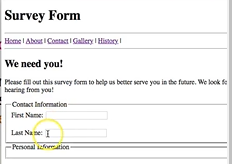 Survey Form
Home | About | Contact | Gallery | History |
We need you!
Please fill out this survey form to help us better serve you in the future. We look fo
hearing from you!
Contact Information
First Name:
Last Name:
Personal Information